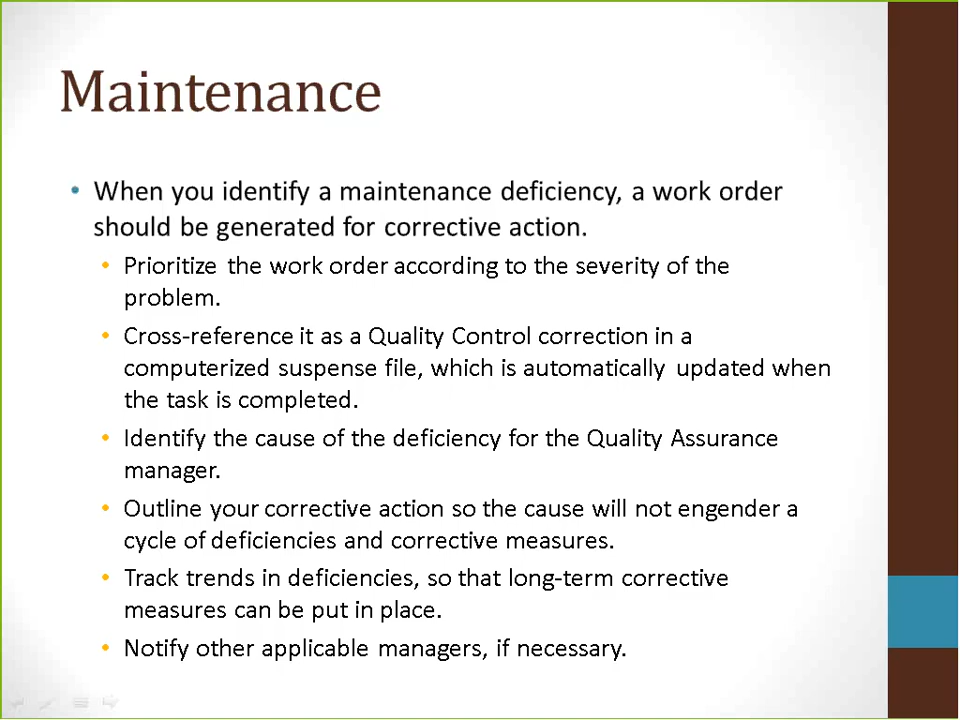 Maintenance
• When you identify a maintenance deficiency, a work order
should be generated for corrective action.
• Prioritize the work order according to the severity of the
problem.
• Cross-reference it as a Quality Control correction in a
computerized suspense file, which is automatically updated when
the task is completed.
• Identify the cause of the deficiency for the Quality Assurance
manager.
• Outline your corrective action so the cause will not engender a
cycle of deficiencies and corrective measures.
• Track trends in deficiencies, so that long-term corrective
measures can be put in place.
• Notify other applicable managers, if necessary.